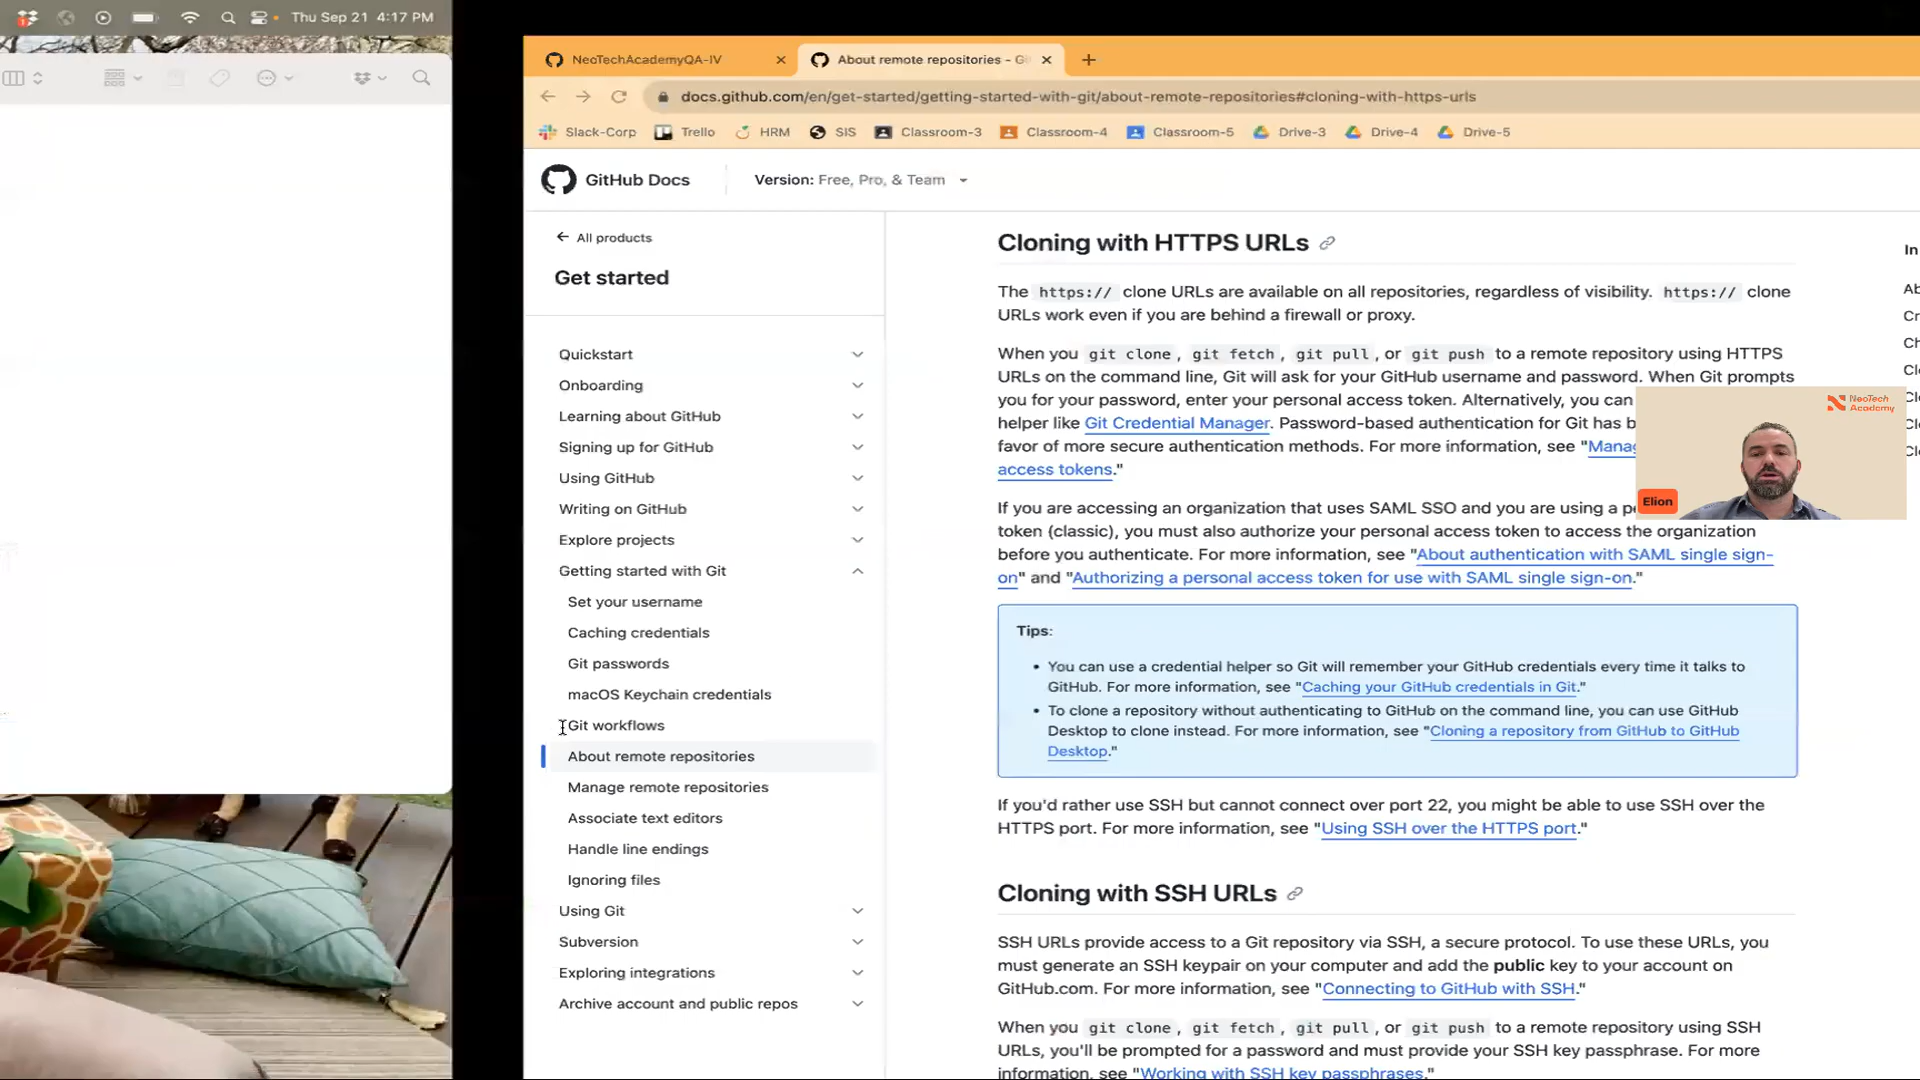 Thu Sep 21 4:17 PM
NeoTechAcademyQA-IV
About remote repositories - Gi
docs.github.com/en/get-started/getting-started-with-git/about-remote-repositories#cloning-with-https-urls
Slack-Corp Trello HRM SIS Classroom-3 Classroom-4 Classroom-5 Drive-3 Drive-4 Drive-5
GitHub Docs
Version: Free, Pro, & Team
All products
Get started
Quickstart
Onboarding
Learning about GitHub
Signing up for GitHub
Using GitHub
Writing on GitHub
Explore projects
Getting started with Git
Set your username
Caching credentials
Git passwords
macOS Keychain credentials
Git workflows
About remote repositories
Manage remote repositories
Associate text editors
Handle line endings
Ignoring files
Using Git
Subversion
Exploring integrations
Archive account and public repos
Cloning with HTTPS URLs
The https:// clone URLs are available on all repositories, regardless of visibility. https:// clone
URLs work even if you are behind a firewall or proxy.
When you git clone, git fetch, git pull, or git push to a remote repository using HTTPS
URLs on the command line, Git will ask for your GitHub username and password. When Git prompts
you for your password, enter your personal access token. Alternatively, you can
helper like Git Credential Manager. Password-based authentication for Git has b
favor of more secure authentication methods. For more information, see "Manag
access tokens."
If you are accessing an organization that uses SAML SSO and you are using a pe
token (classic), you must also authorize your personal access token to access the organization
before you authenticate. For more information, see "About authentication with SAML single sign-
on" and "Authorizing a personal access token for use with SAML single sign-on."
Tips:
• You can use a credential helper so Git will remember your GitHub credentials every time it talks to
GitHub. For more information, see "Caching your GitHub credentials in Git."
• To clone a repository without authenticating to GitHub on the command line, you can use GitHub
Desktop to clone instead. For more information, see "Cloning a repository from GitHub to GitHub
Desktop."
If you'd rather use SSH but cannot connect over port 22, you might be able to use SSH over the
HTTPS port. For more information, see "Using SSH over the HTTPS port."
Cloning with SSH URLs
SSH URLs provide access to a Git repository via SSH, a secure protocol. To use these URLs, you
must generate an SSH keypair on your computer and add the public key to your account on
GitHub.com. For more information, see "Connecting to GitHub with SSH."
When you git clone, git fetch, git pull, or git push to a remote repository using SSH
URLs, you'll be prompted for a password and must provide your SSH key passphrase. For more
information, see "Working with SSH key passphrases."
In
Ab
Cr
Ch
Clo
NeoTech
Academy
Elion